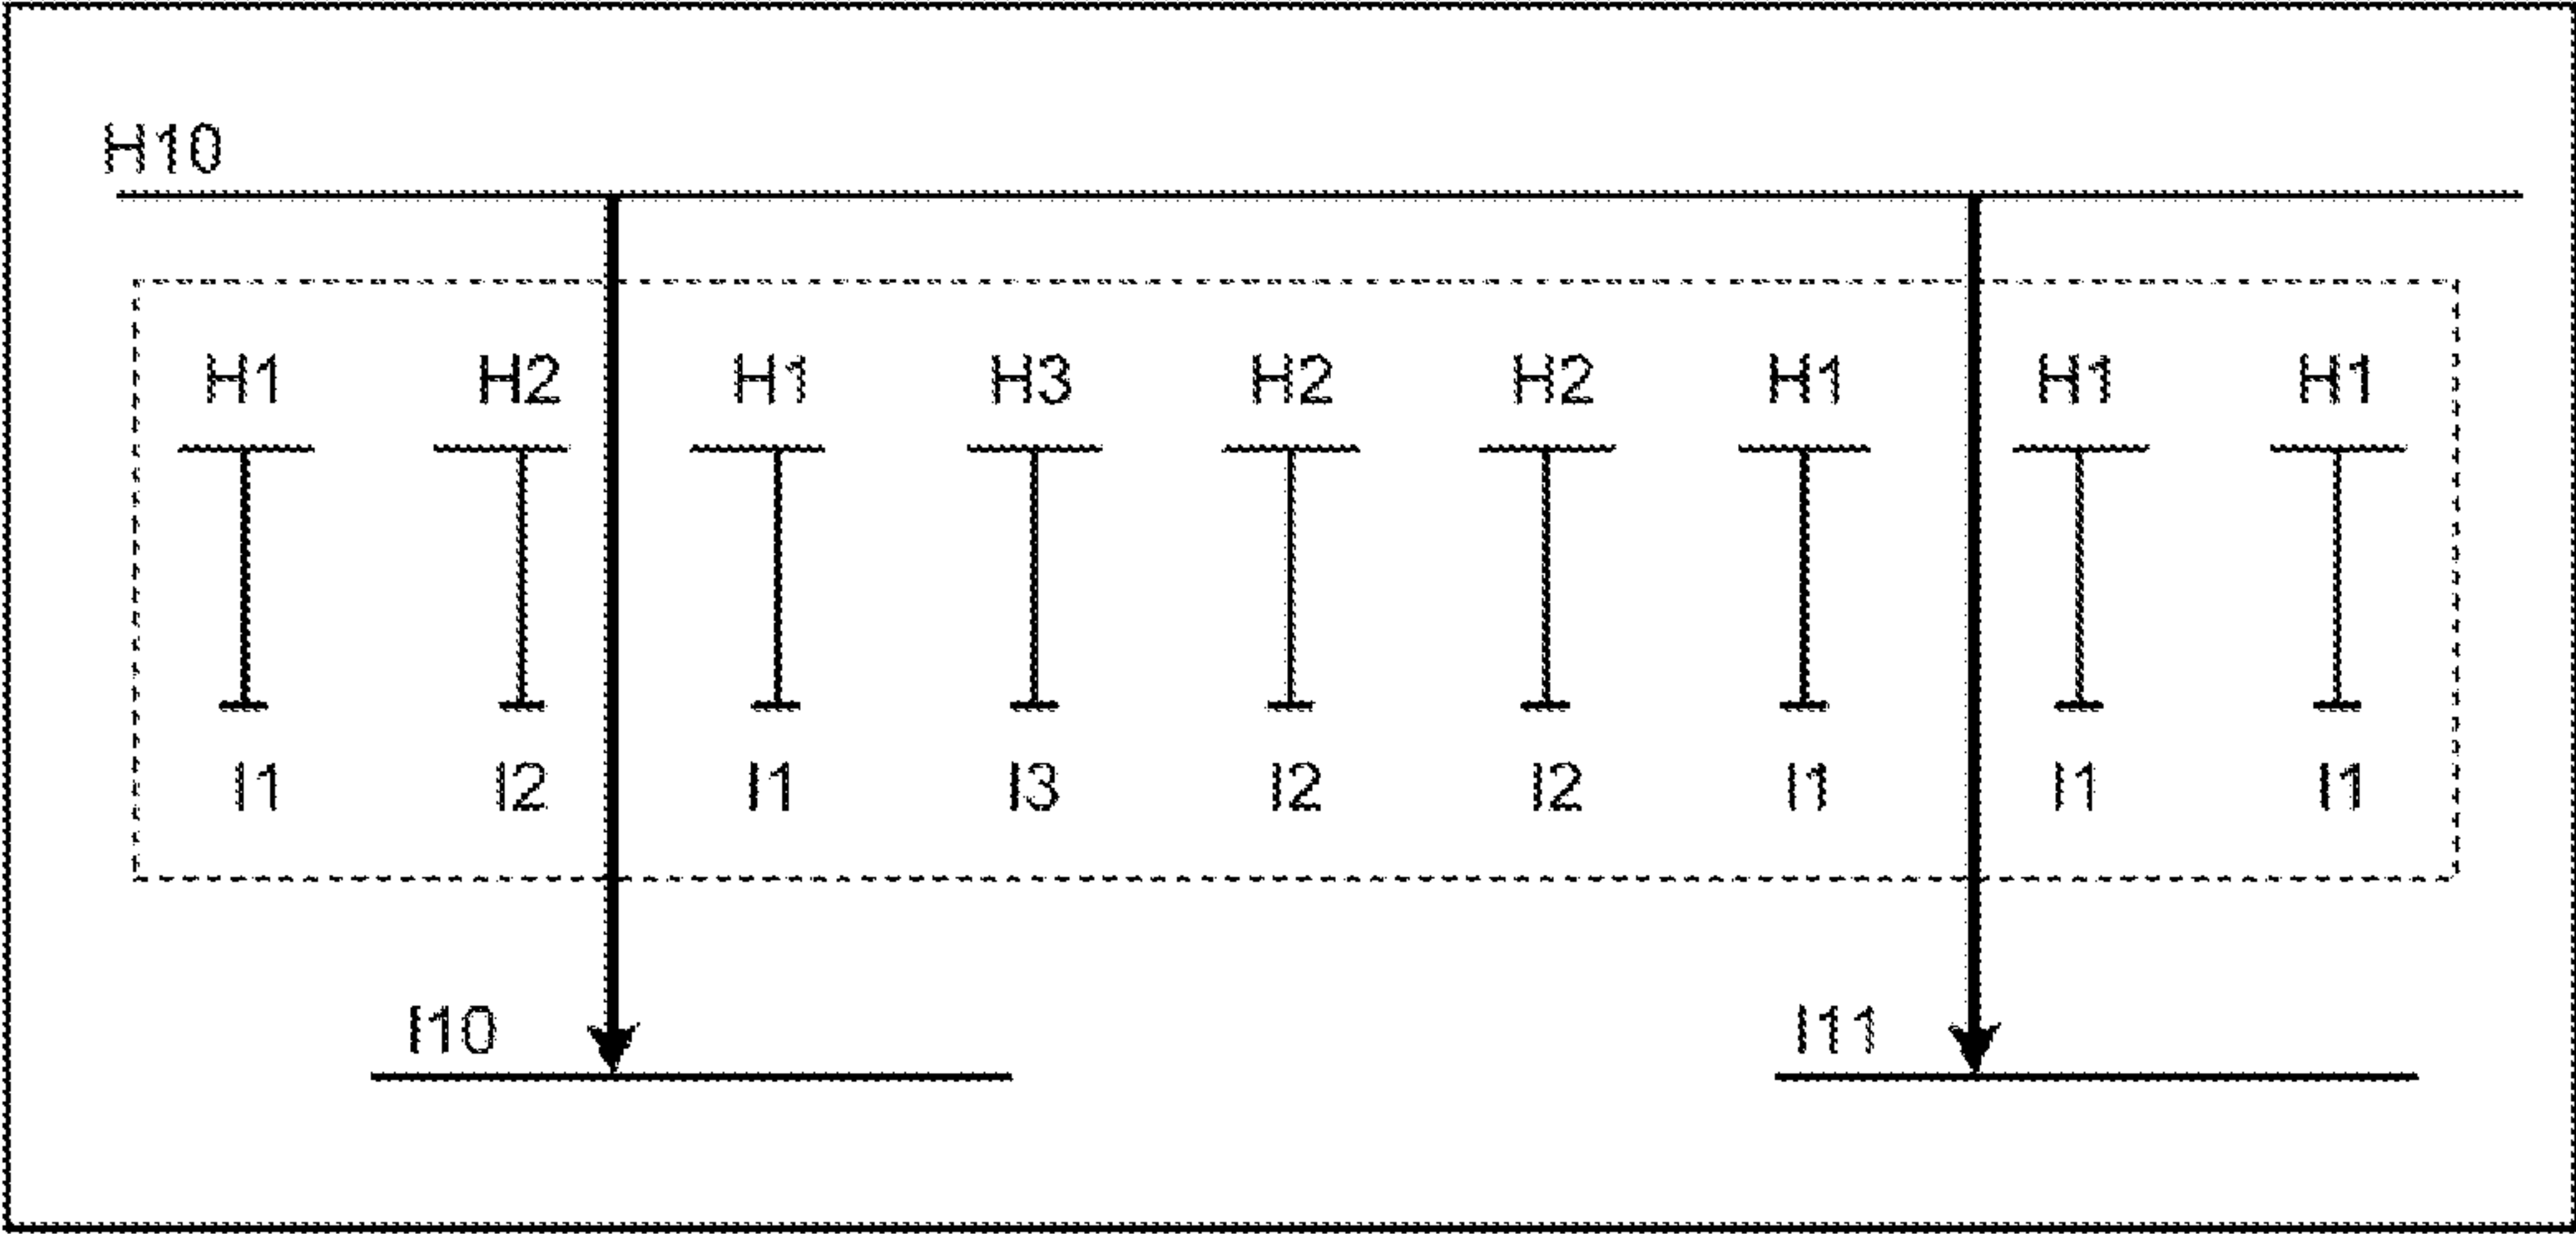 H10
H1 H2 H1 H3 H2 H2 H1 H1 H1
I1 I2 I1 I3 I2 I2 I1 I1 I1
I10 I11